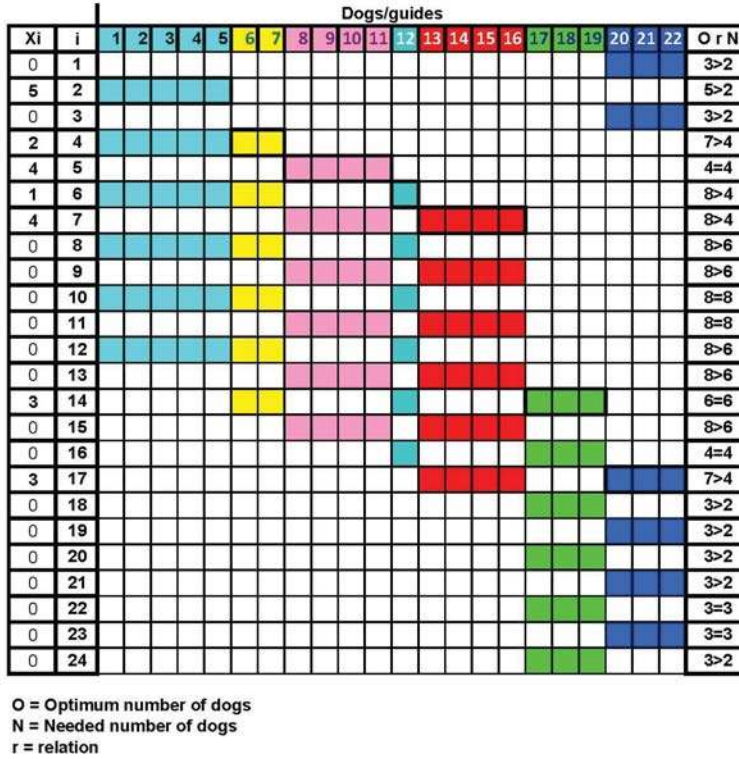 Dogs/guides
Xi i 1 2 3 4 5 6 7 8 9 10 11 12 13 14 15 16 17 18 19 20 21 22 O r N
0 1 3>2
5 2 5>2
0 3 3>2
2 4 7>4
4 5 4=4
1 6 8>4
4 7 8>4
0 8 8>6
0 9 8>6
0 10 8=8
0 11 8=8
0 12 8>6
0 13 8>6
3 14 6=6
0 15 8>6
0 16 4=4
3 17 7>4
0 18 3>2
0 19 3>2
0 20 3>2
0 21 3>2
0 22 3=3
0 23 3=3
0 24 3>2
O = Optimum number of dogs
N = Needed number of dogs
r = relation